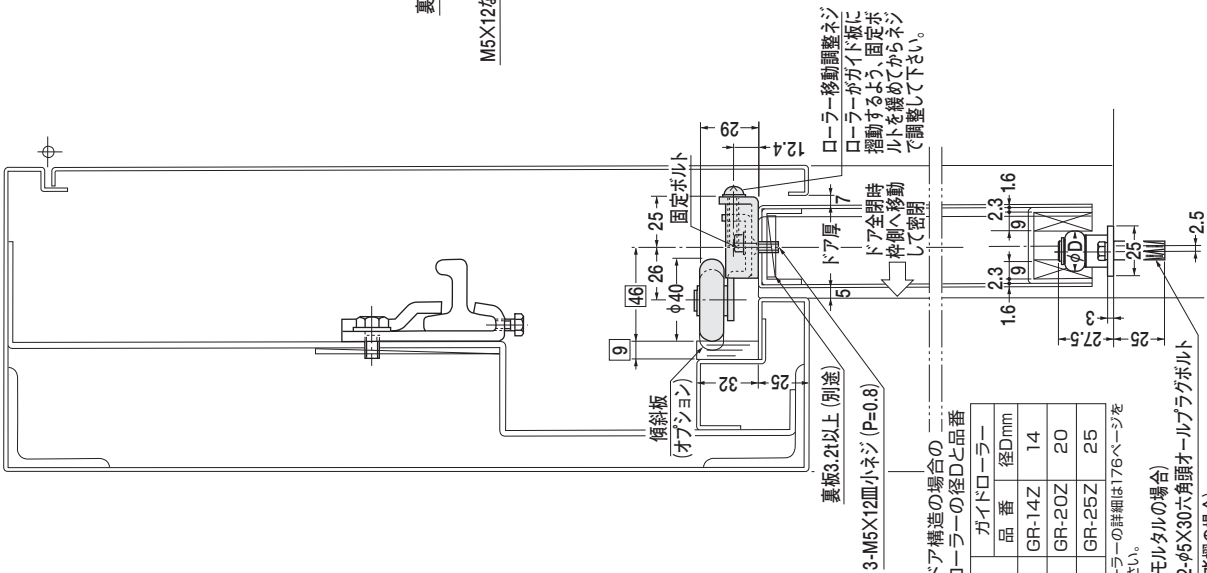 裏
M5X12な
ローラー移動調整ネジ
ローラーがガイド板に
摺動するよう、固定ボ
ルトを緩めてからネジ
で調整して下さい。
固定ボルト
29
12.4
25
26
46
φ40
9
32
25
傾斜板
(オプション)
7
ドア厚
5
ドア全閉時
枠側へ移動
して密閉
裏板3.2t以上 (別途)
3-M5X12皿小ネジ (P=0.8)
1.6
2.3
9
9
2.3
1.6
φD
25
3
27.5
25
2.5
ドア構造の場合の
ローラーの径Dと品番
ガイドローラー
品 番 径Dmm
GR-14Z 14
GR-20Z 20
GR-25Z 25
ーラーの詳細は176ページを
さい。
モルタルの場合)
2-φ5X30六角頭オールプラグボルト